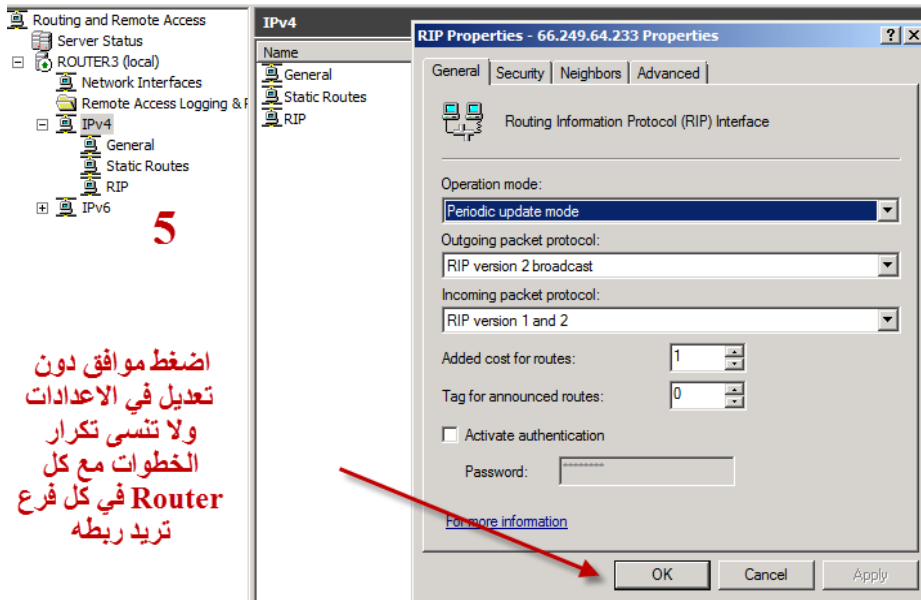 Routing and Remote Access
Server Status
ROUTER3 (local)
Network Interfaces
Remote Access Logging &
IPv4
General
Static Routes
RIP
IPv6
5
اضغط موافق دون
تعديل في الاعدادات
ولا تنسى تكرار
الخطوات مع كل
Router في كل فرع
تريد ربطه
IPv4
Name
General
Static Routes
RIP
RIP Properties - 66.249.64.233 Properties
General Security Neighbors Advanced
Routing Information Protocol (RIP) Interface
Operation mode:
Periodic update mode
Outgoing packet protocol:
RIP version 2 broadcast
Incoming packet protocol:
RIP version 1 and 2
Added cost for routes: 1
Tag for announced routes: 0
Activate authentication
Password: ********
For more information
OK Cancel Apply